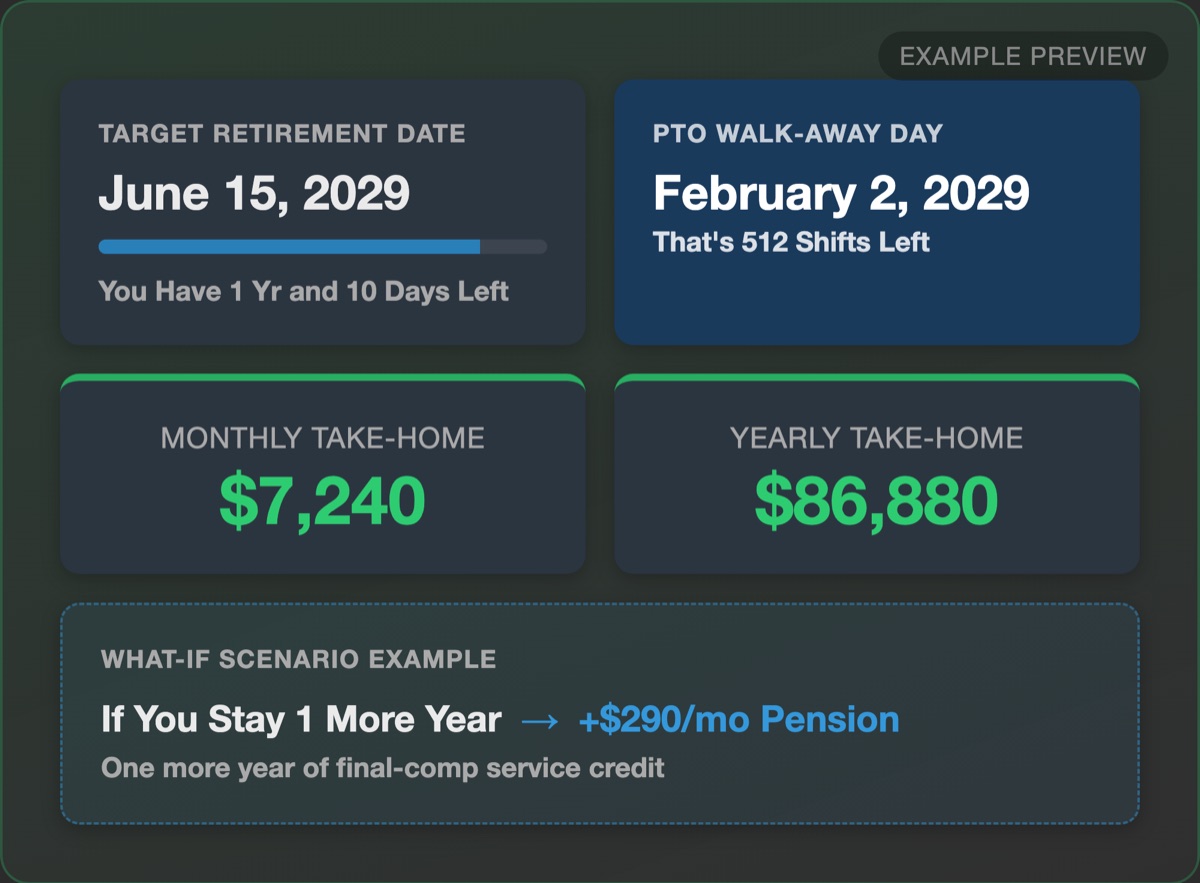 EXAMPLE PREVIEW
TARGET RETIREMENT DATE
June 15, 2029
You Have 1 Yr and 10 Days Left
PTO WALK-AWAY DAY
February 2, 2029
That's 512 Shifts Left
MONTHLY TAKE-HOME
$7,240
YEARLY TAKE-HOME
$86,880
WHAT-IF SCENARIO EXAMPLE
If You Stay 1 More Year → +$290/mo Pension
One more year of final-comp service credit